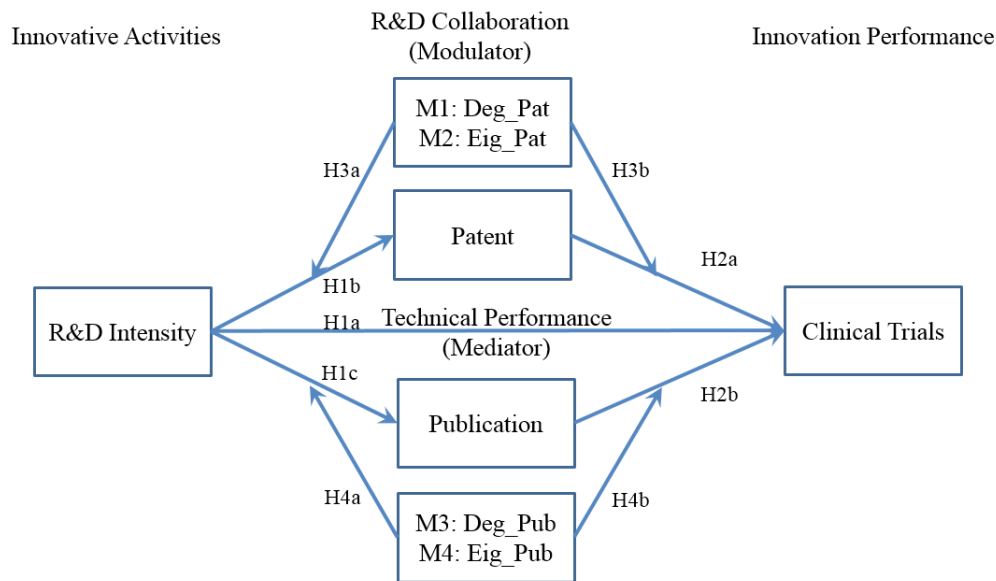 R&D Collaboration
(Modulator)
Innovative Activities
Innovation Performance
M1: Deg_Pat
M2: Eig_Pat
H3a
H3b
Patent
H2a
H1b
R&D Intensity
H1a
Technical Performance
(Mediator)
Clinical Trials
H1c
H2b
Publication
H4a
H4b
M3: Deg_Pub
M4: Eig_Pub